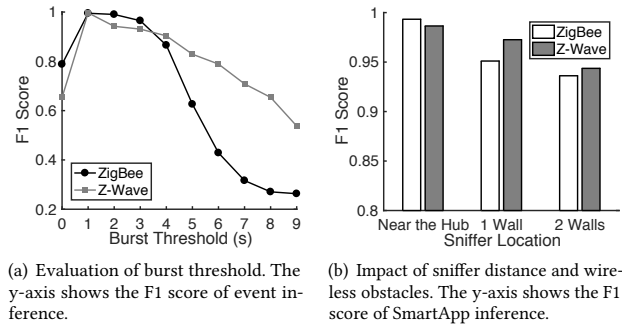 1
0.8
0.6
0.4
0.2
F1 Score
ZigBee
Z-Wave
0 1 2 3 4 5 6 7 8 9
Burst Threshold (s)
(a) Evaluation of burst threshold. The
y-axis shows the F1 score of event in-
ference.
1
0.95
0.9
0.85
0.8
F1 Score
ZigBee
Z-Wave
Near the Hub 1 Wall 2 Walls
Sniffer Location
(b) Impact of sniffer distance and wire-
less obstacles. The y-axis shows the F1
score of SmartApp inference.